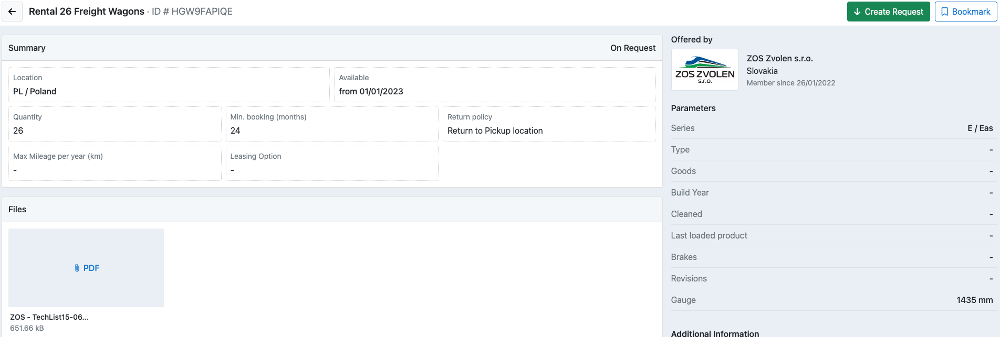 Rental 26 Freight Wagons · ID # HGW9FAPIQE
Create Request
Bookmark
Summary
On Request
Location
PL / Poland
Available
from 01/01/2023
Quantity
26
Min. booking (months)
24
Return policy
Return to Pickup location
Max Mileage per year (km)
-
Leasing Option
-
Files
PDF
ZOS - TechList15-06...
651.66 kB
Offered by
ZOS ZVOLEN
s.r.o.
ZOS Zvolen s.r.o.
Slovakia
Member since 26/01/2022
Parameters
Series E / Eas
Type -
Goods -
Build Year -
Cleaned -
Last loaded product -
Brakes -
Revisions -
Gauge 1435 mm
Additional Information